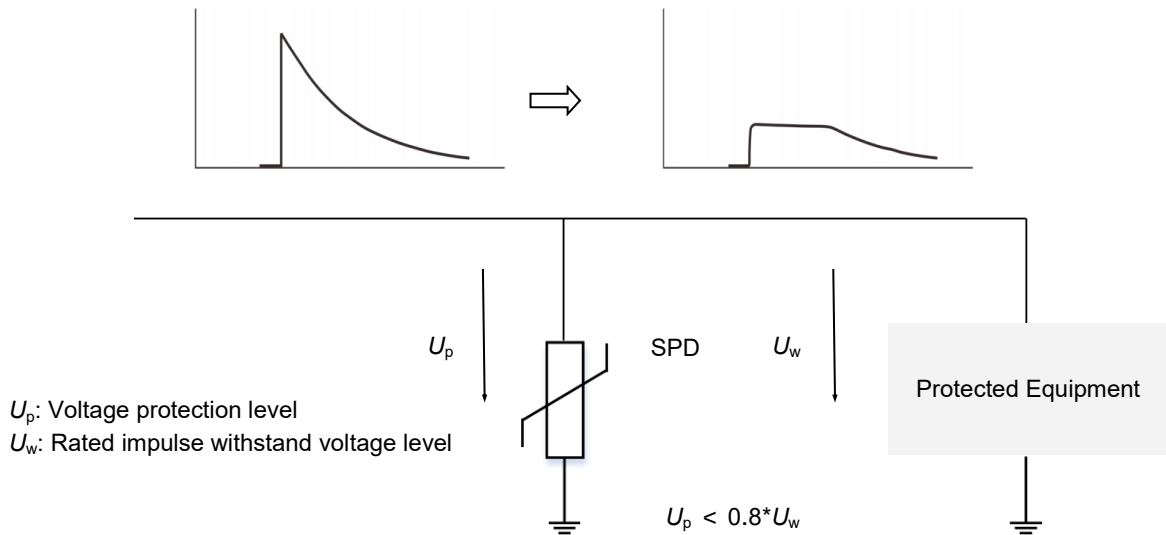 Up
SPD
Uw
Protected Equipment
Up: Voltage protection level
Uw: Rated impulse withstand voltage level
Up < 0.8*Uw